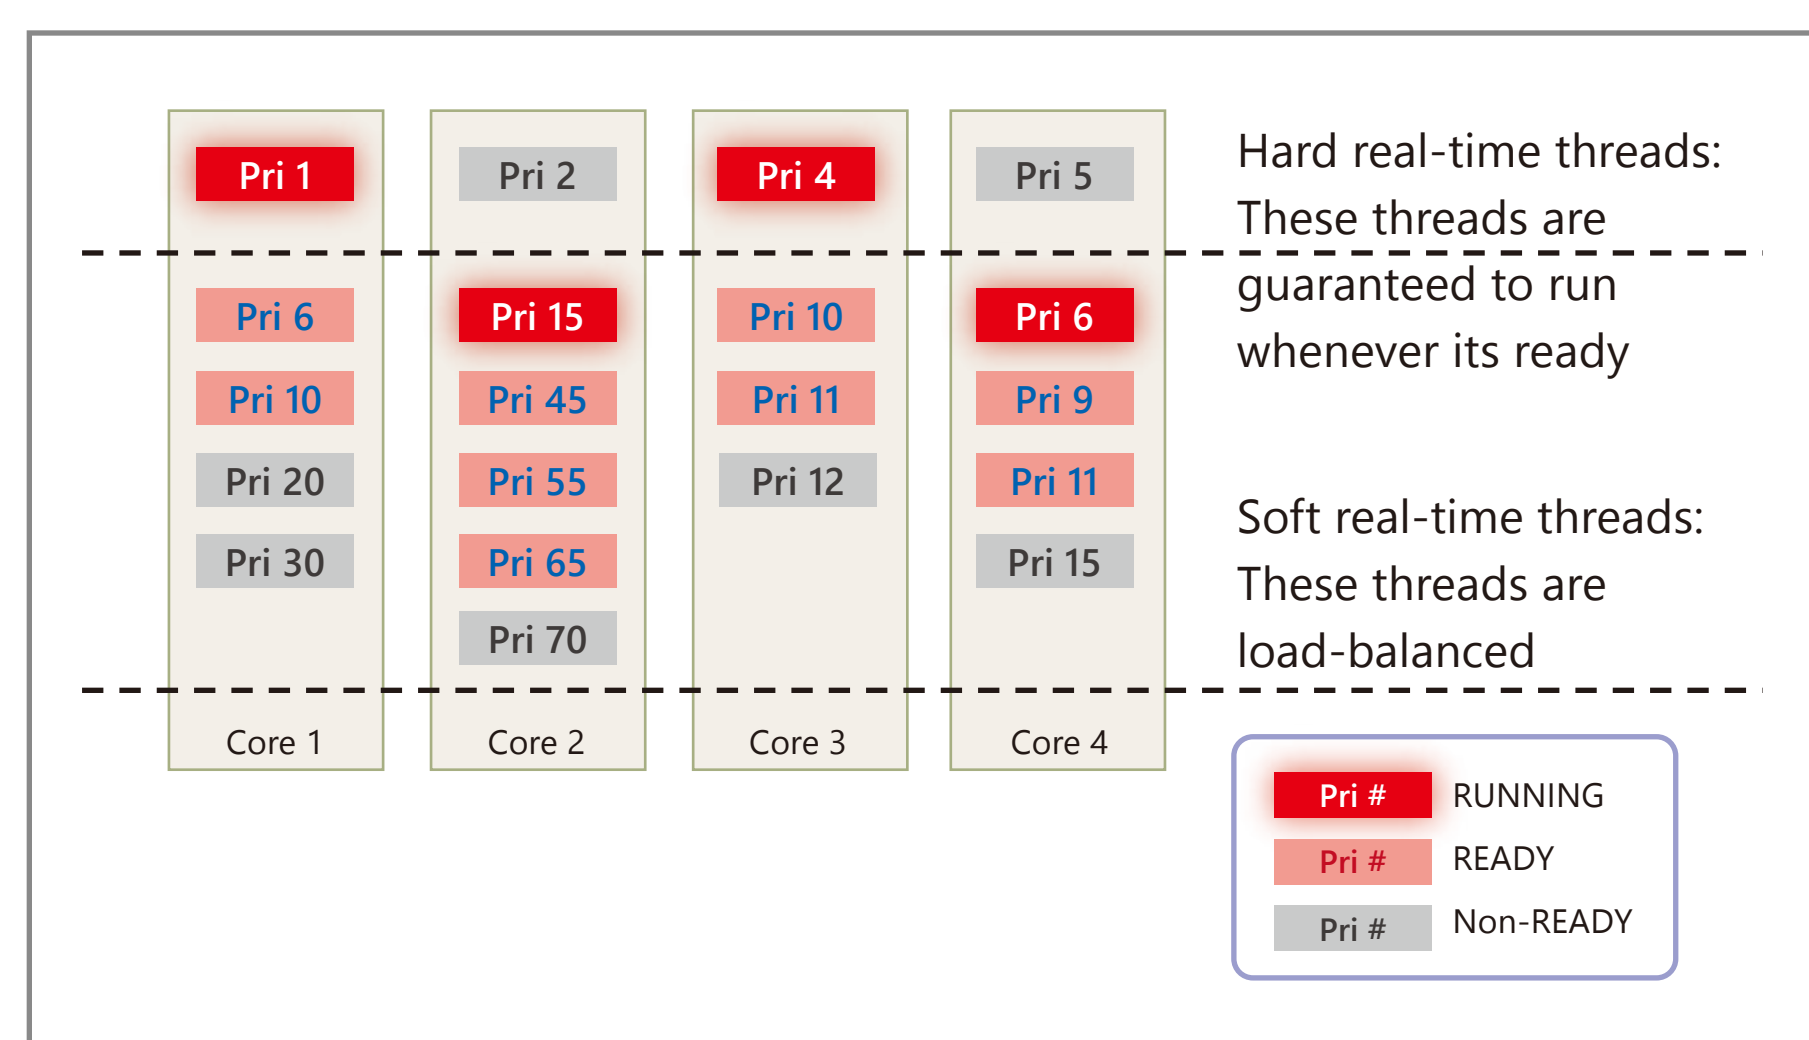 Pri 1
Pri 6
Pri 10
Pri 20
Pri 30
Core 1
Pri 2
Pri 15
Pri 45
Pri 55
Pri 65
Pri 70
Core 2
Pri 4
Pri 10
Pri 11
Pri 12
Core 3
Pri 5
Pri 6
Pri 9
Pri 11
Pri 15
Core 4
Hard real-time threads:
These threads are
guaranteed to run
whenever its ready
Soft real-time threads:
These threads are
load-balanced
Pri # RUNNING
Pri # READY
Pri # Non-READY